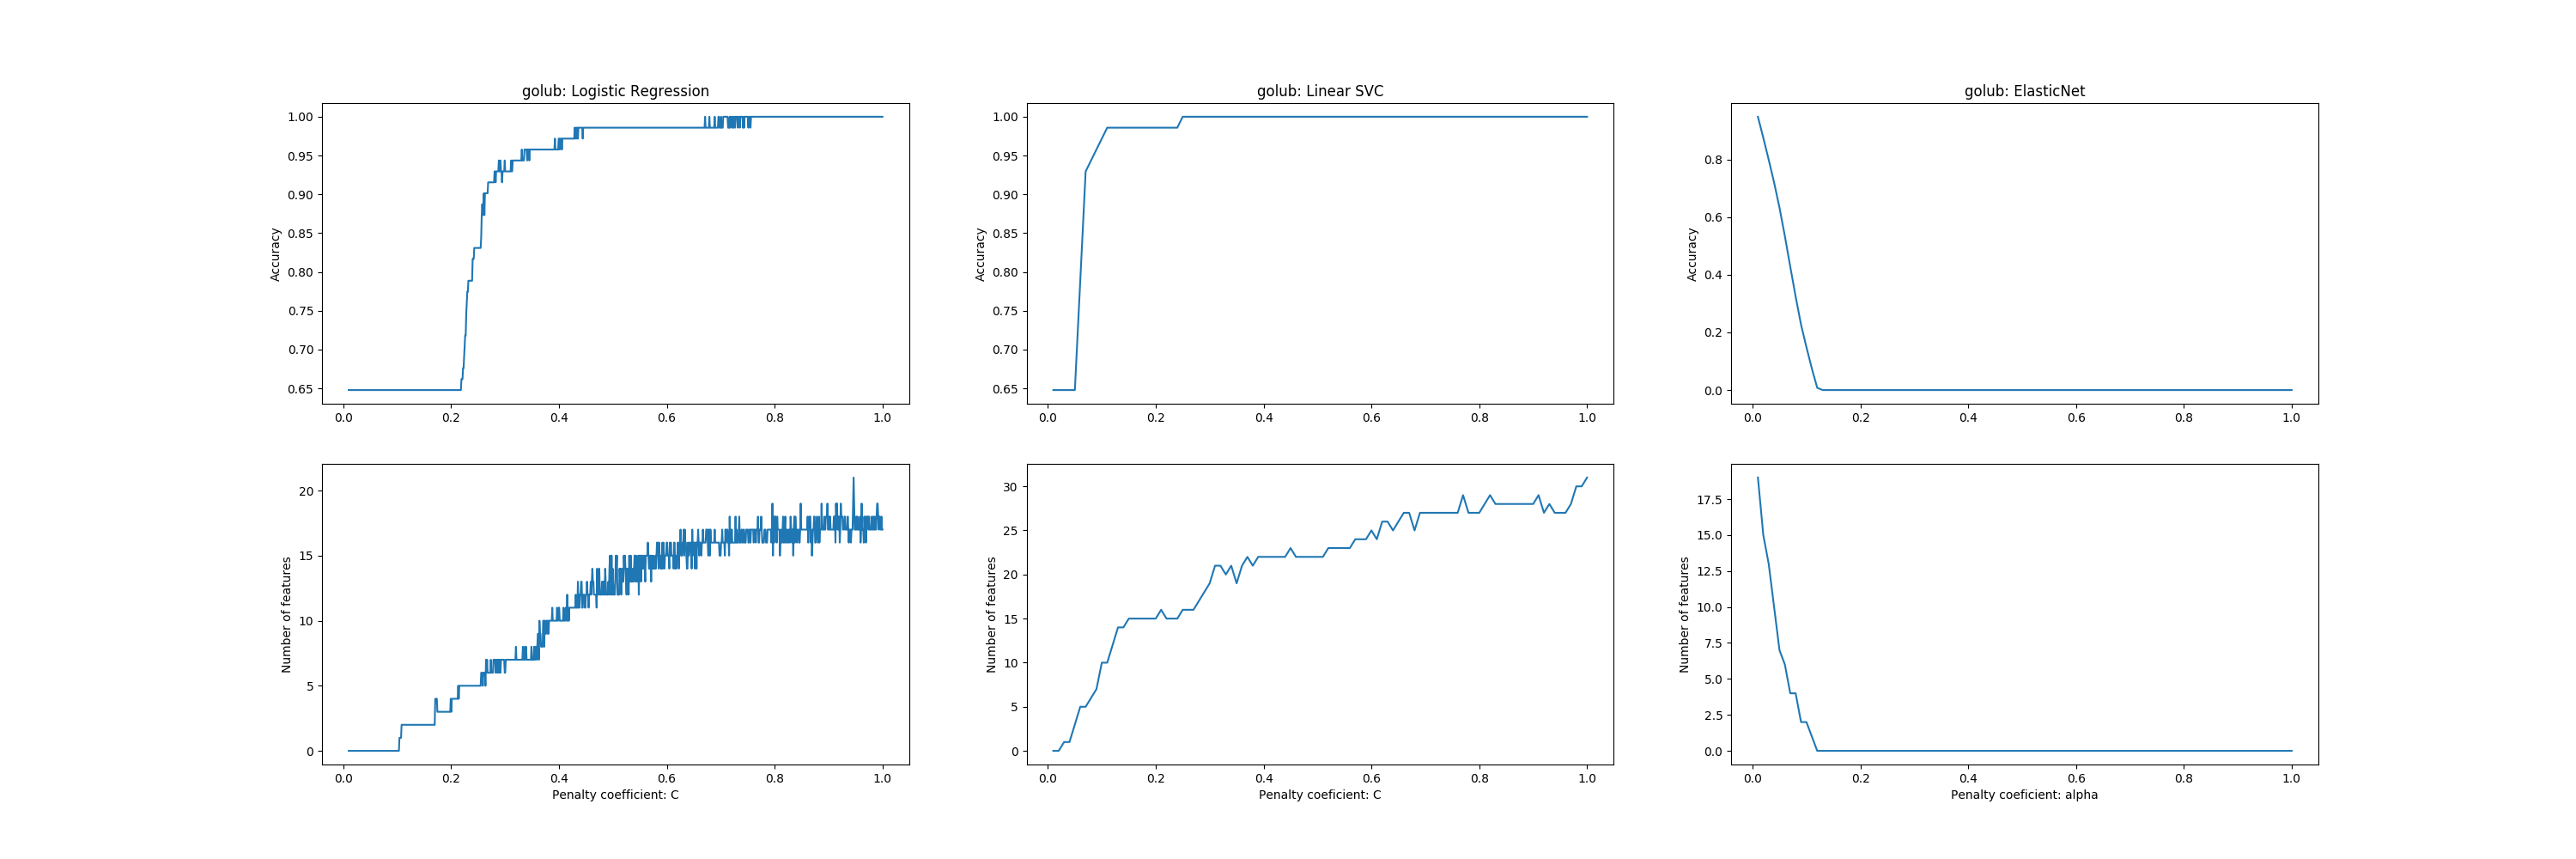 golub: Logistic Regression
golub: Linear SVC
golub: ElasticNet
Accuracy
1.00
0.95
0.90
0.85
0.80
0.75
0.70
0.65
0.0 0.2 0.4 0.6 0.8 1.0
Accuracy
1.00
0.95
0.90
0.85
0.80
0.75
0.70
0.65
0.0 0.2 0.4 0.6 0.8 1.0
Accuracy
0.8
0.6
0.4
0.2
0.0
0.0 0.2 0.4 0.6 0.8 1.0
Number of features
20
15
10
5
0
0.0 0.2 0.4 0.6 0.8 1.0
Penalty coefficient: C
Number of features
30
25
20
15
10
5
0
0.0 0.2 0.4 0.6 0.8 1.0
Penalty coeficient: C
Number of features
17.5
15.0
12.5
10.0
7.5
5.0
2.5
0.0
0.0 0.2 0.4 0.6 0.8 1.0
Penalty coeficient: alpha